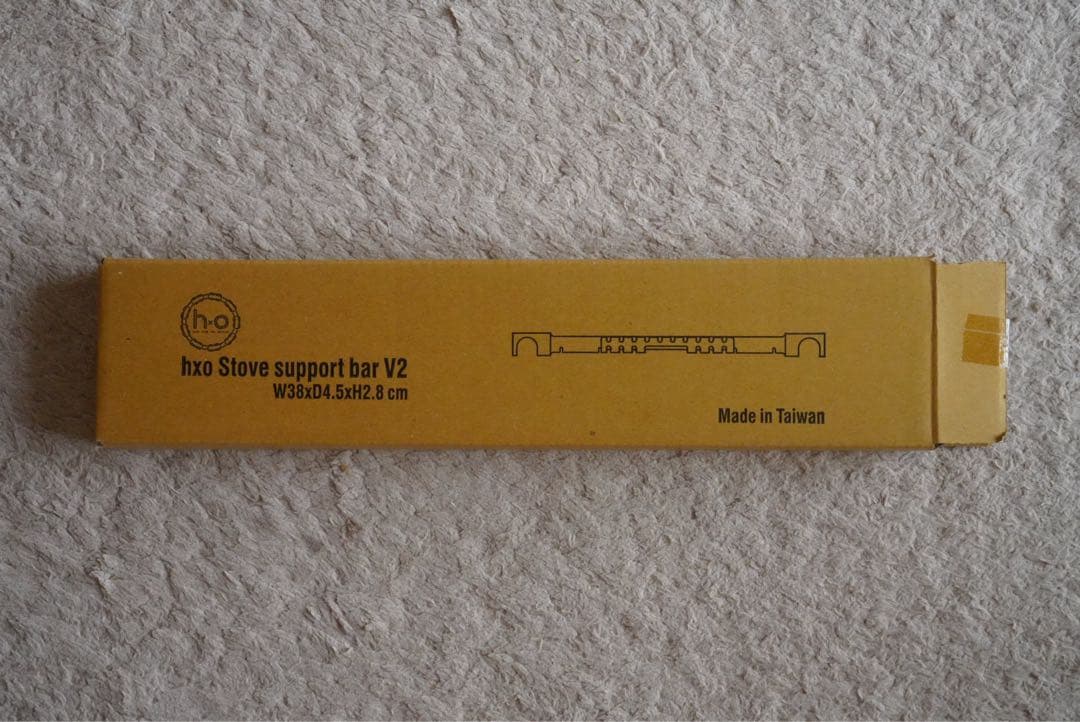 h×o
hxo Stove support bar V2
W38xD4.5xH2.8 cm
Made in Taiwan